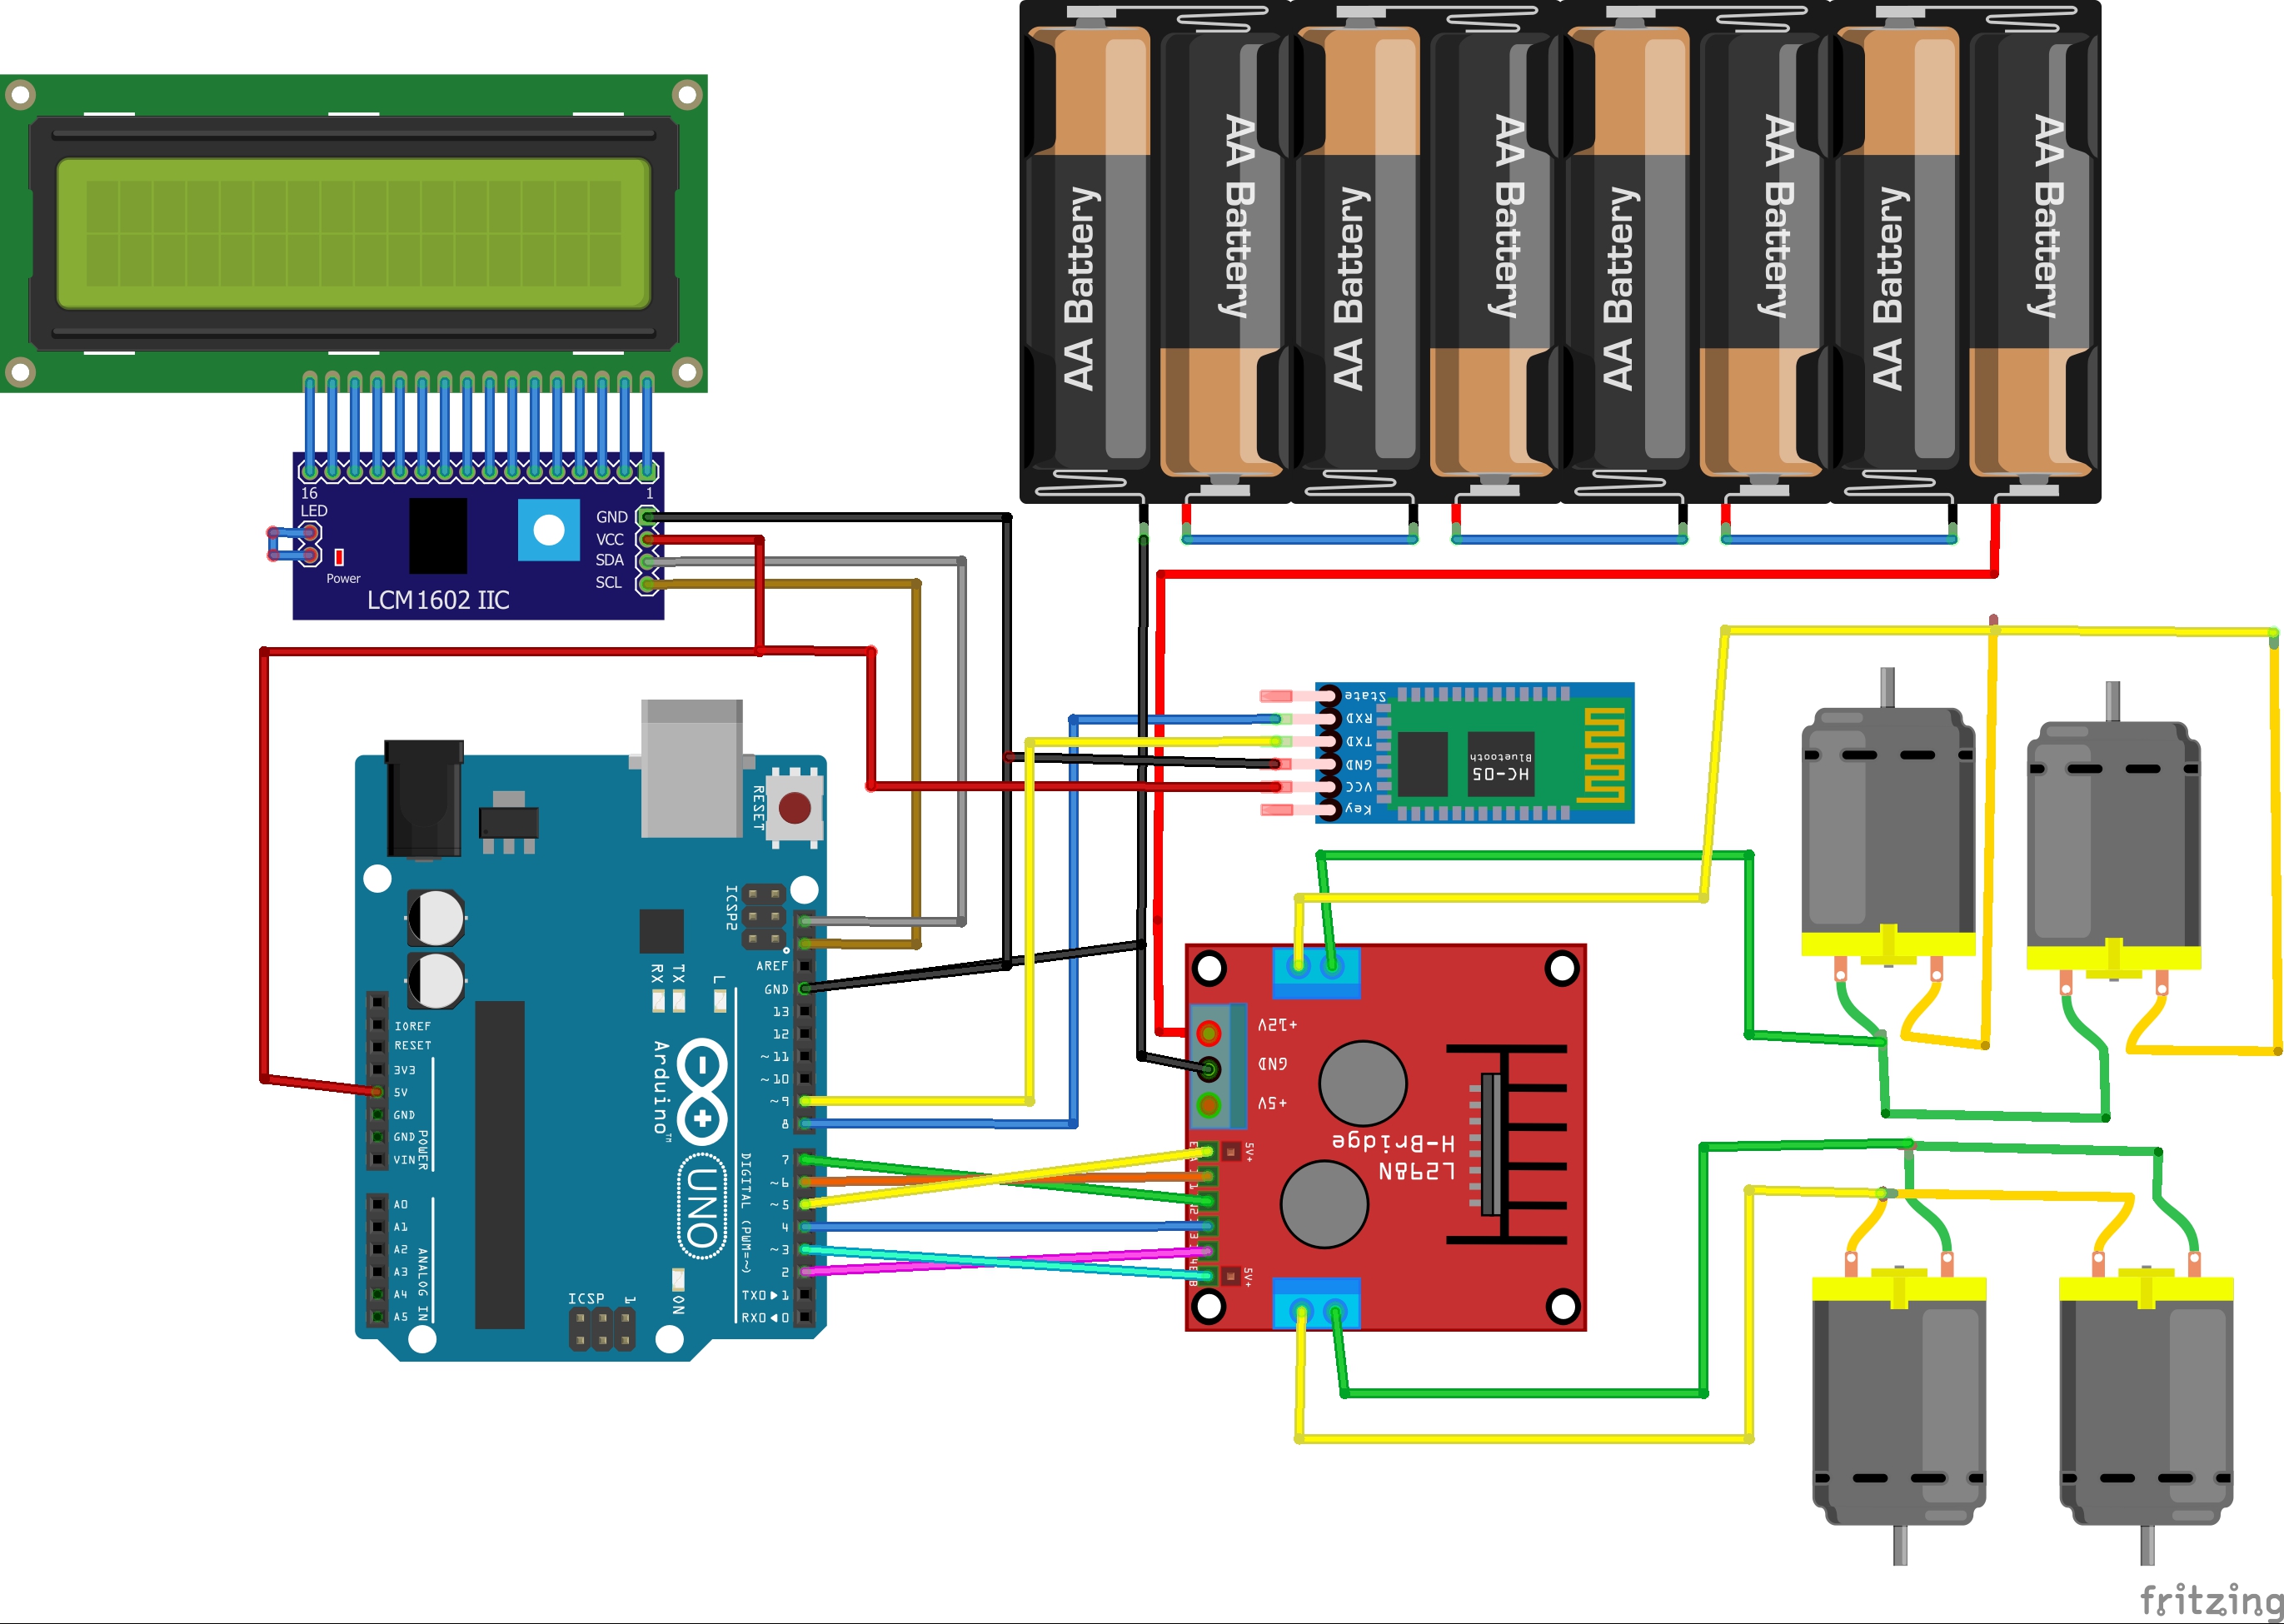 AA Battery
AA Battery
AA Battery
AA Battery
AA Battery
AA Battery
AA Battery
AA Battery
16
1
LED
GND
VCC
SDA
SCL
Power
LCM1602 IIC
State
RXD
TXD
GND
VCC
Key
HC-05
Bluetooth
RESET
ICSP2
AREF
GND
13
12
~11
~10
~9
8
7
~6
~5
4
~3
2
TX0▶1
RX0◀0
RX
TX
L
IOREF
RESET
3V3
5V
GND
GND
VIN
POWER
A0
A1
A2
A3
A4
A5
ANALOG IN
Arduino™
UNO
DIGITAL (PWM=~)
ICSP
1
ON
+12V
GND
+5V
5V+
5V+
H-Bridge
L298N
fritzing